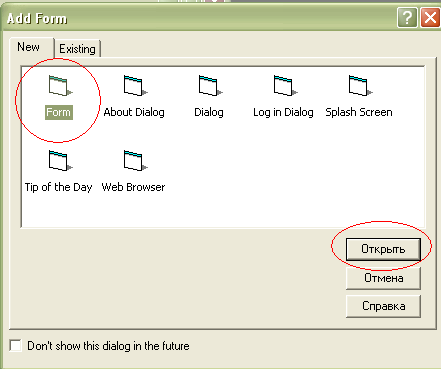 Add Form
New Existing
Form About Dialog Dialog Log in Dialog Splash Screen
Tip of the Day Web Browser
Открыть
Отмена
Справка
Don't show this dialog in the future